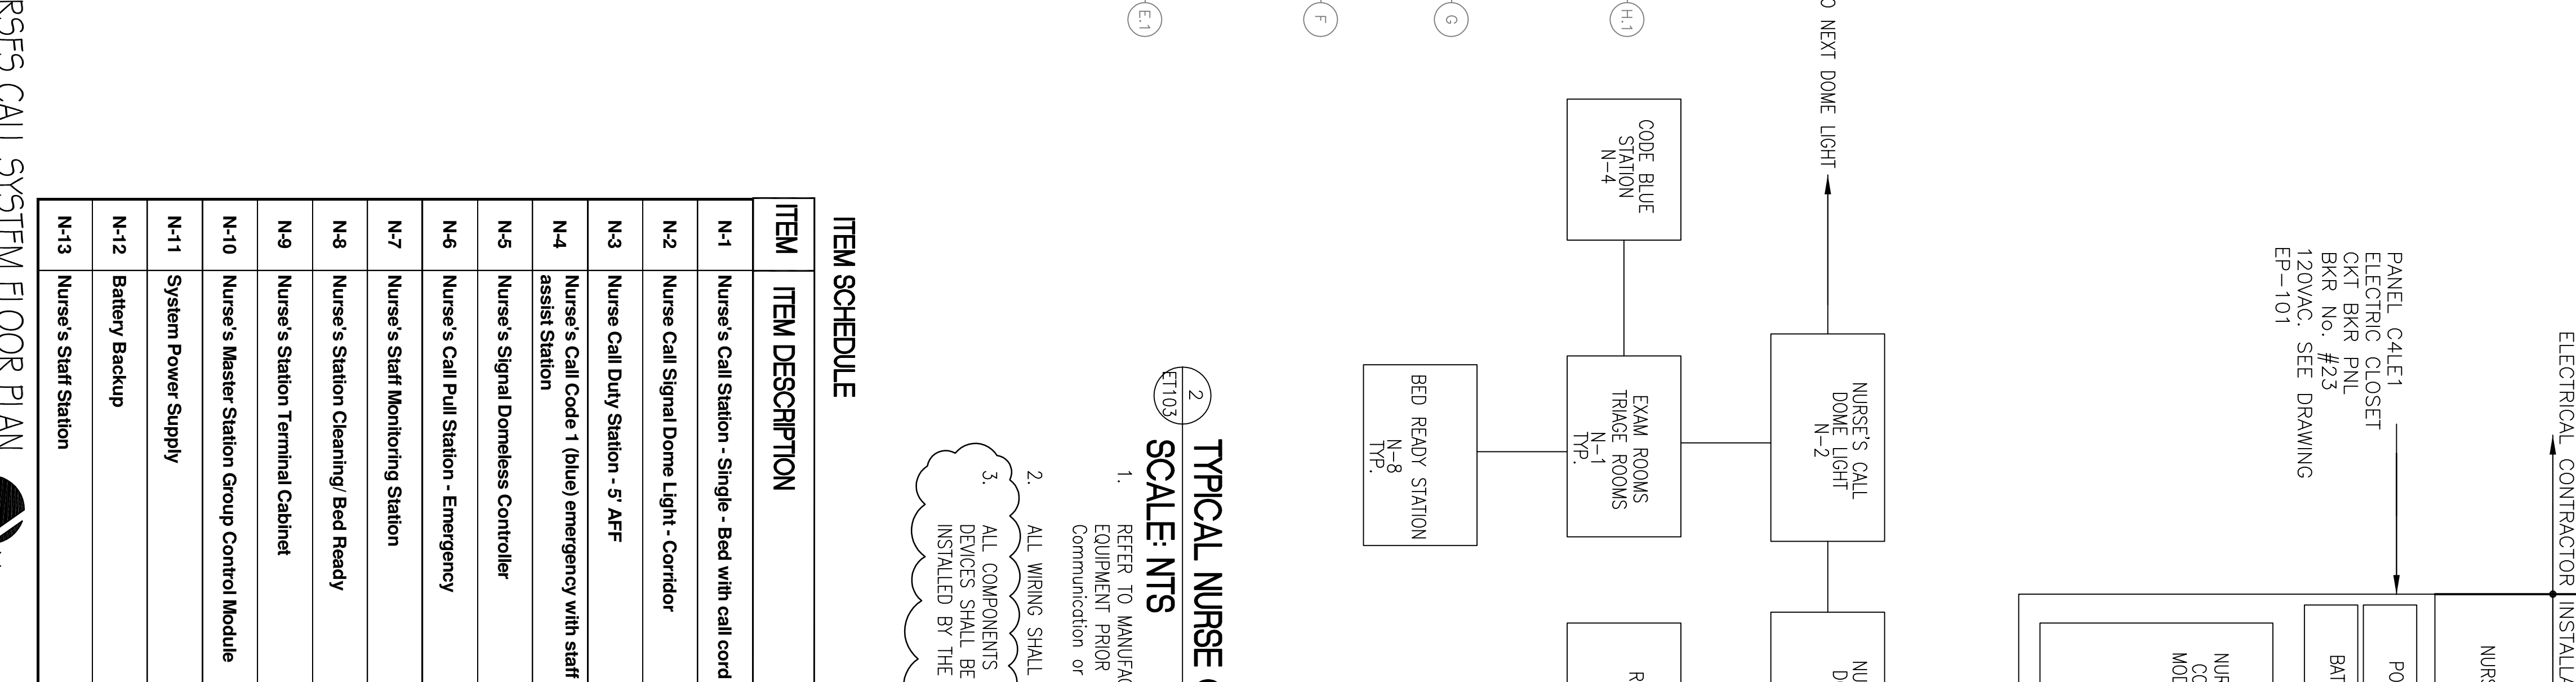 ELECTRICAL CONTRACTOR
PANEL C4LE1
ELECTRIC CLOSET
CKT BKR PNL
BKR No. #23
120VAC. SEE DRAWING
EP-101
NEXT DOME LIGHT
NURSE'S CALL
DOME LIGHT
N-2
CODE BLUE
STATION
N-4
EXAM ROOMS
TRIAGE ROOMS
N-1
TYP.
BED READY STATION
N-8
TYP.
H.1
G
F
E.1
2
ET103
TYPICAL NURSE
SCALE: NTS
1. REFER TO
EQUIPMENT PRIOR
Communication or
2. ALL WIRING SHALL
3. ALL COMPONENTS
DEVICES SHALL BE
INSTALLED BY THE
ITEM SCHEDULE
ITEM ITEM DESCRIPTION
N-1 Nurse's Call Station - Single - Bed with call cord
N-2 Nurse Call Signal Dome Light - Corridor
N-3 Nurse Call Duty Station - 5' AFF
N-4 Nurse's Call Code 1 (blue) emergency with staff
assist Station
N-5 Nurse's Signal Domeless Controller
N-6 Nurse's Call Pull Station - Emergency
N-7 Nurse's Staff Monitoring Station
N-8 Nurse's Station Cleaning/ Bed Ready
N-9 Nurse's Station Terminal Cabinet
N-10 Nurse's Master Station Group Control Module
N-11 System Power Supply
N-12 Battery Backup
N-13 Nurse's Staff Station
CALL SYSTEM FLOOR PLAN